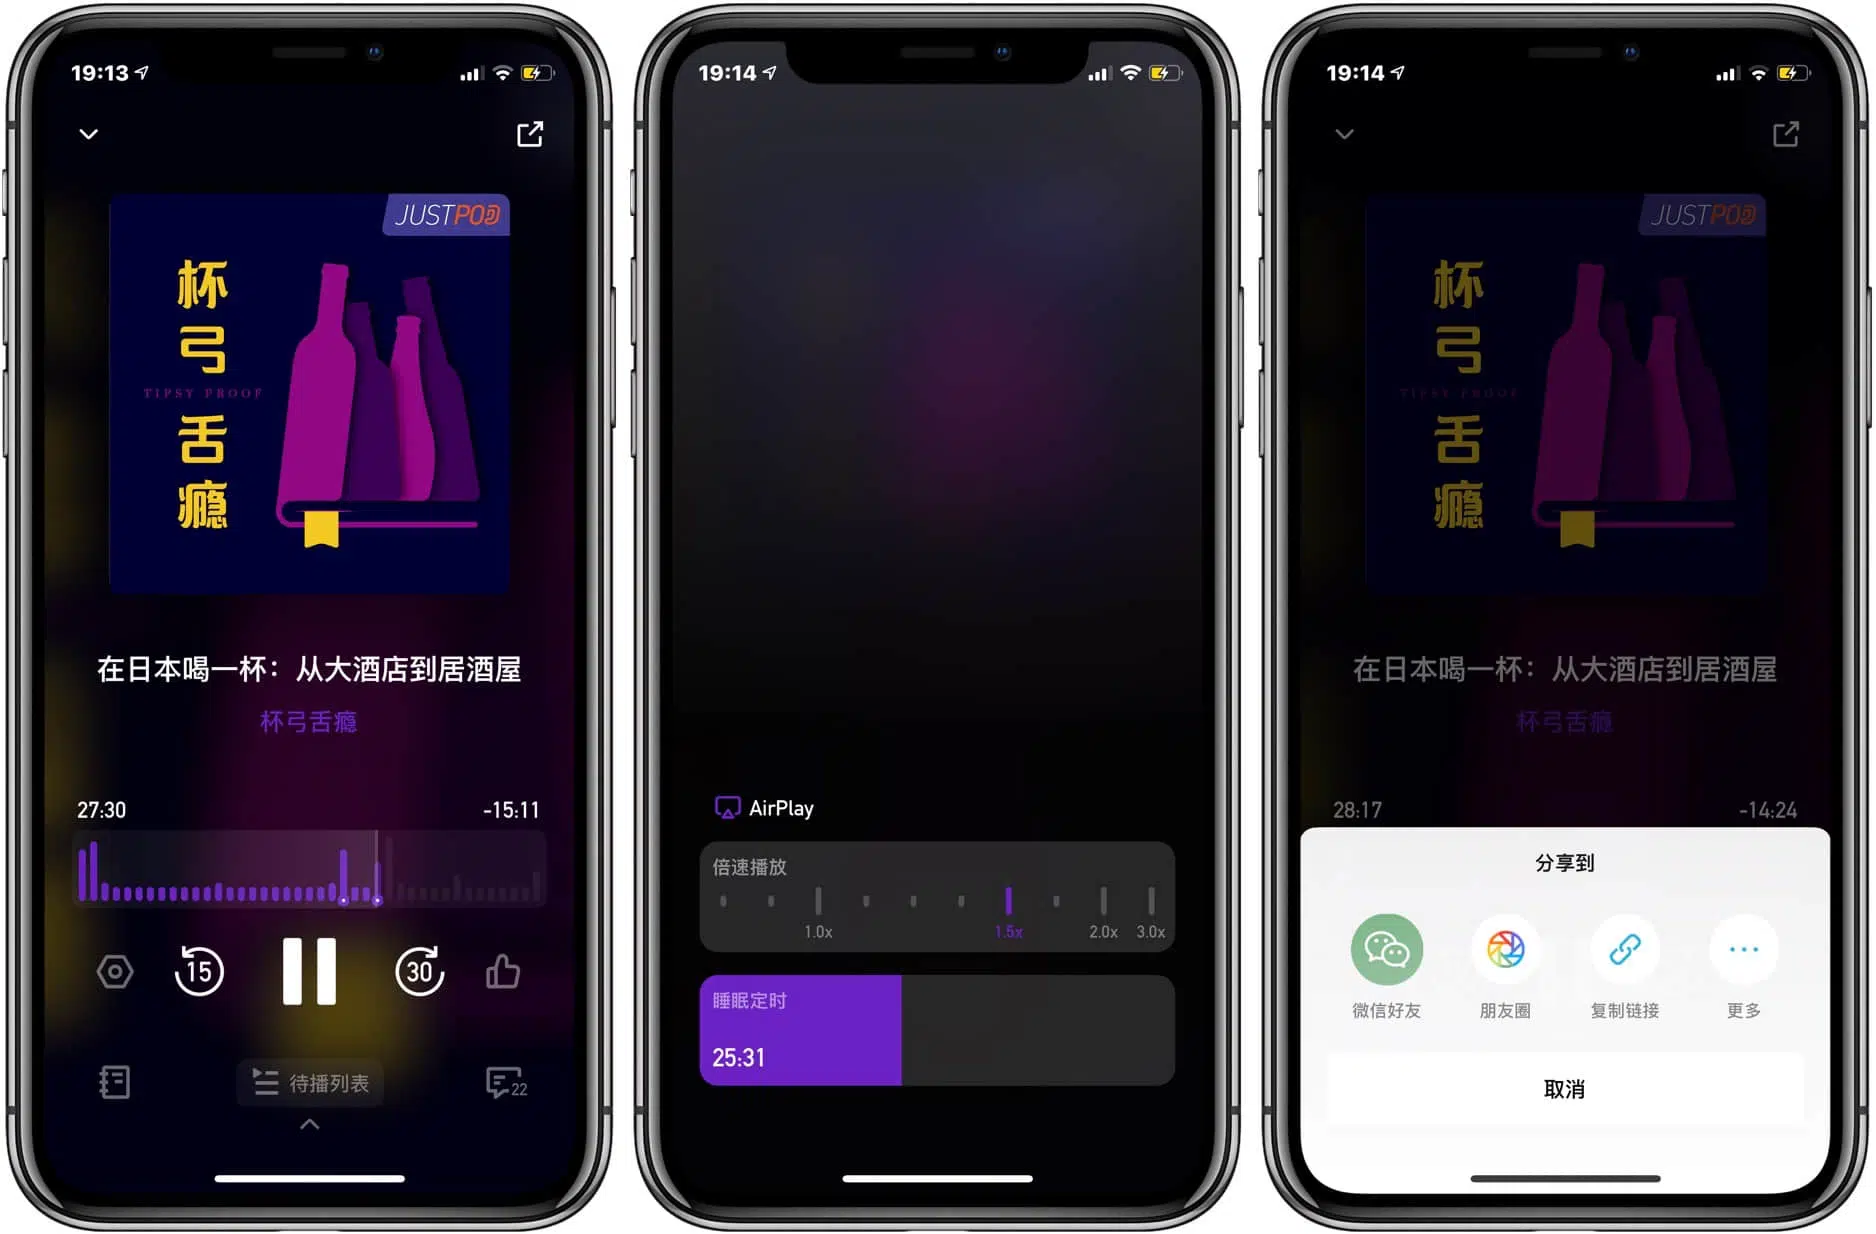 19:13
JUSTPOD
杯
弓
TIPSY PROOF
舌
瘾
在日本喝一杯：从大酒店到居酒屋
杯弓舌瘾
27:30
-15:11
15
30
待播列表
22
19:14
AirPlay
倍速播放
1.0x
1.5x
2.0x
3.0x
睡眠定时
25:31
19:14
JUSTPOD
杯
弓
TIPSY PROOF
舌
瘾
在日本喝一杯：从大酒店到居酒屋
杯弓舌瘾
28:17
-14:24
分享到
微信好友
朋友圈
复制链接
更多
取消